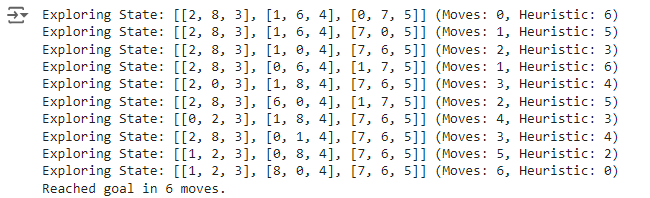 Exploring State: [[2, 8, 3], [1, 6, 4], [0, 7, 5]] (Moves: 0, Heuristic: 6)
Exploring State: [[2, 8, 3], [1, 6, 4], [7, 0, 5]] (Moves: 1, Heuristic: 5)
Exploring State: [[2, 8, 3], [1, 0, 4], [7, 6, 5]] (Moves: 2, Heuristic: 3)
Exploring State: [[2, 8, 3], [0, 6, 4], [1, 7, 5]] (Moves: 1, Heuristic: 6)
Exploring State: [[2, 0, 3], [1, 8, 4], [7, 6, 5]] (Moves: 3, Heuristic: 4)
Exploring State: [[2, 8, 3], [6, 0, 4], [1, 7, 5]] (Moves: 2, Heuristic: 5)
Exploring State: [[0, 2, 3], [1, 8, 4], [7, 6, 5]] (Moves: 4, Heuristic: 3)
Exploring State: [[2, 8, 3], [0, 1, 4], [7, 6, 5]] (Moves: 3, Heuristic: 4)
Exploring State: [[1, 2, 3], [0, 8, 4], [7, 6, 5]] (Moves: 5, Heuristic: 2)
Exploring State: [[1, 2, 3], [8, 0, 4], [7, 6, 5]] (Moves: 6, Heuristic: 0)
Reached goal in 6 moves.